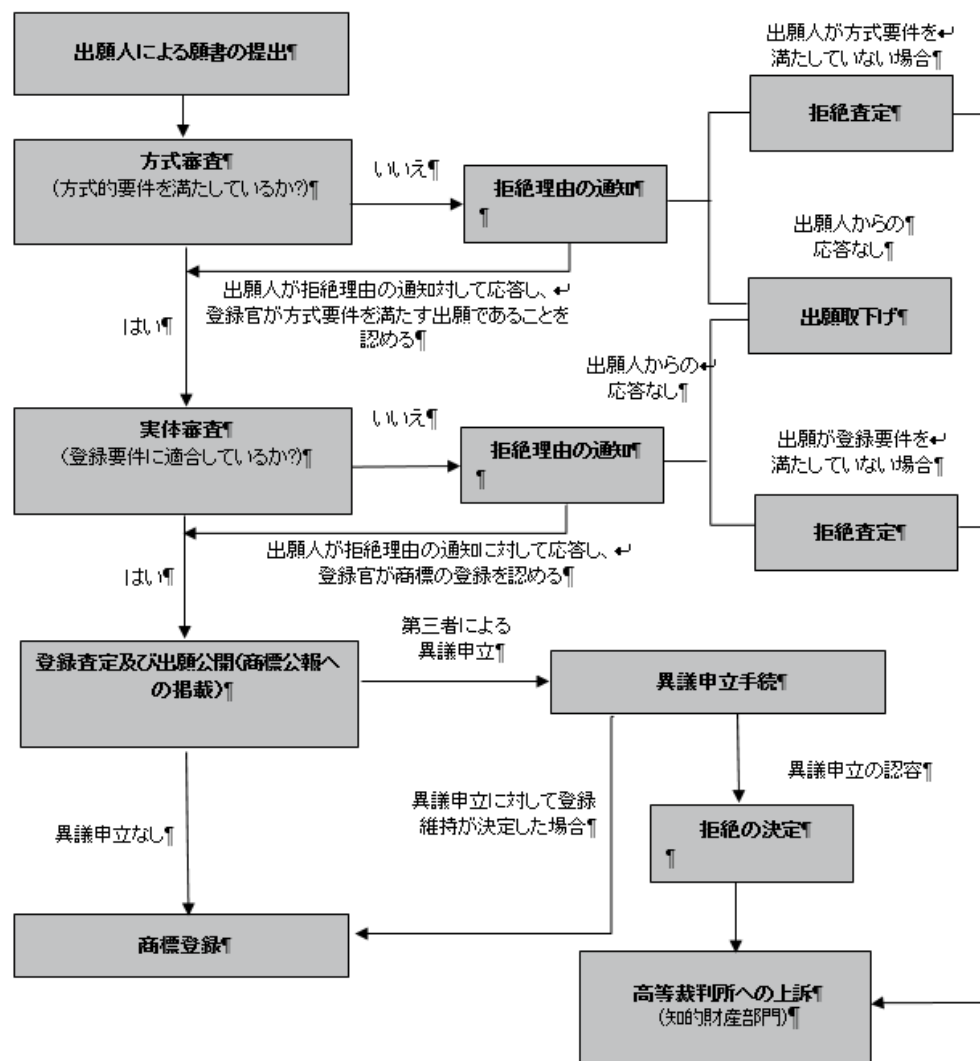 出願人による願書の提出¶
出願人が方式要件を↵
満たしていない場合¶
拒絶査定¶
方式審査¶
(方式的要件を満たしているか?)¶
いいえ¶
拒絶理由の通知¶
¶
出願人からの¶
応答なし¶
出願人が拒絶理由の通知対して応答し、↵
登録官が方式要件を満たす出願であることを
認める¶
はい¶
出願取下げ¶
出願人からの↵
応答なし¶
実体審査¶
(登録要件に適合しているか?)¶
いいえ¶
拒絶理由の通知¶
¶
出願が登録要件を↵
満たしていない場合¶
拒絶査定¶
出願人が拒絶理由の通知に対して応答し、↵
登録官が商標の登録を認める¶
はい¶
第三者による
異議申立¶
登録査定及び出願公開(商標公報へ
の掲載)¶
異議申立手続¶
異議申立の認容¶
異議申立に対して登録
維持が決定した場合¶
異議申立なし¶
拒絶の決定¶
¶
商標登録¶
高等裁判所への上訴¶
(知的財産部門)¶